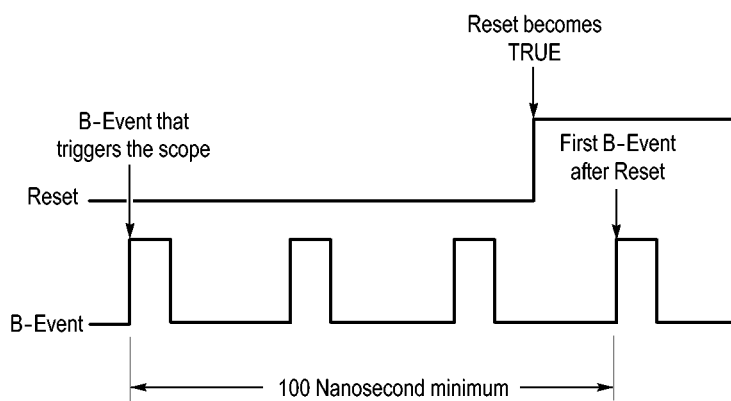 Reset becomes
TRUE
B-Event that
triggers the scope
First B-Event
after Reset
Reset
B-Event
100 Nanosecond minimum